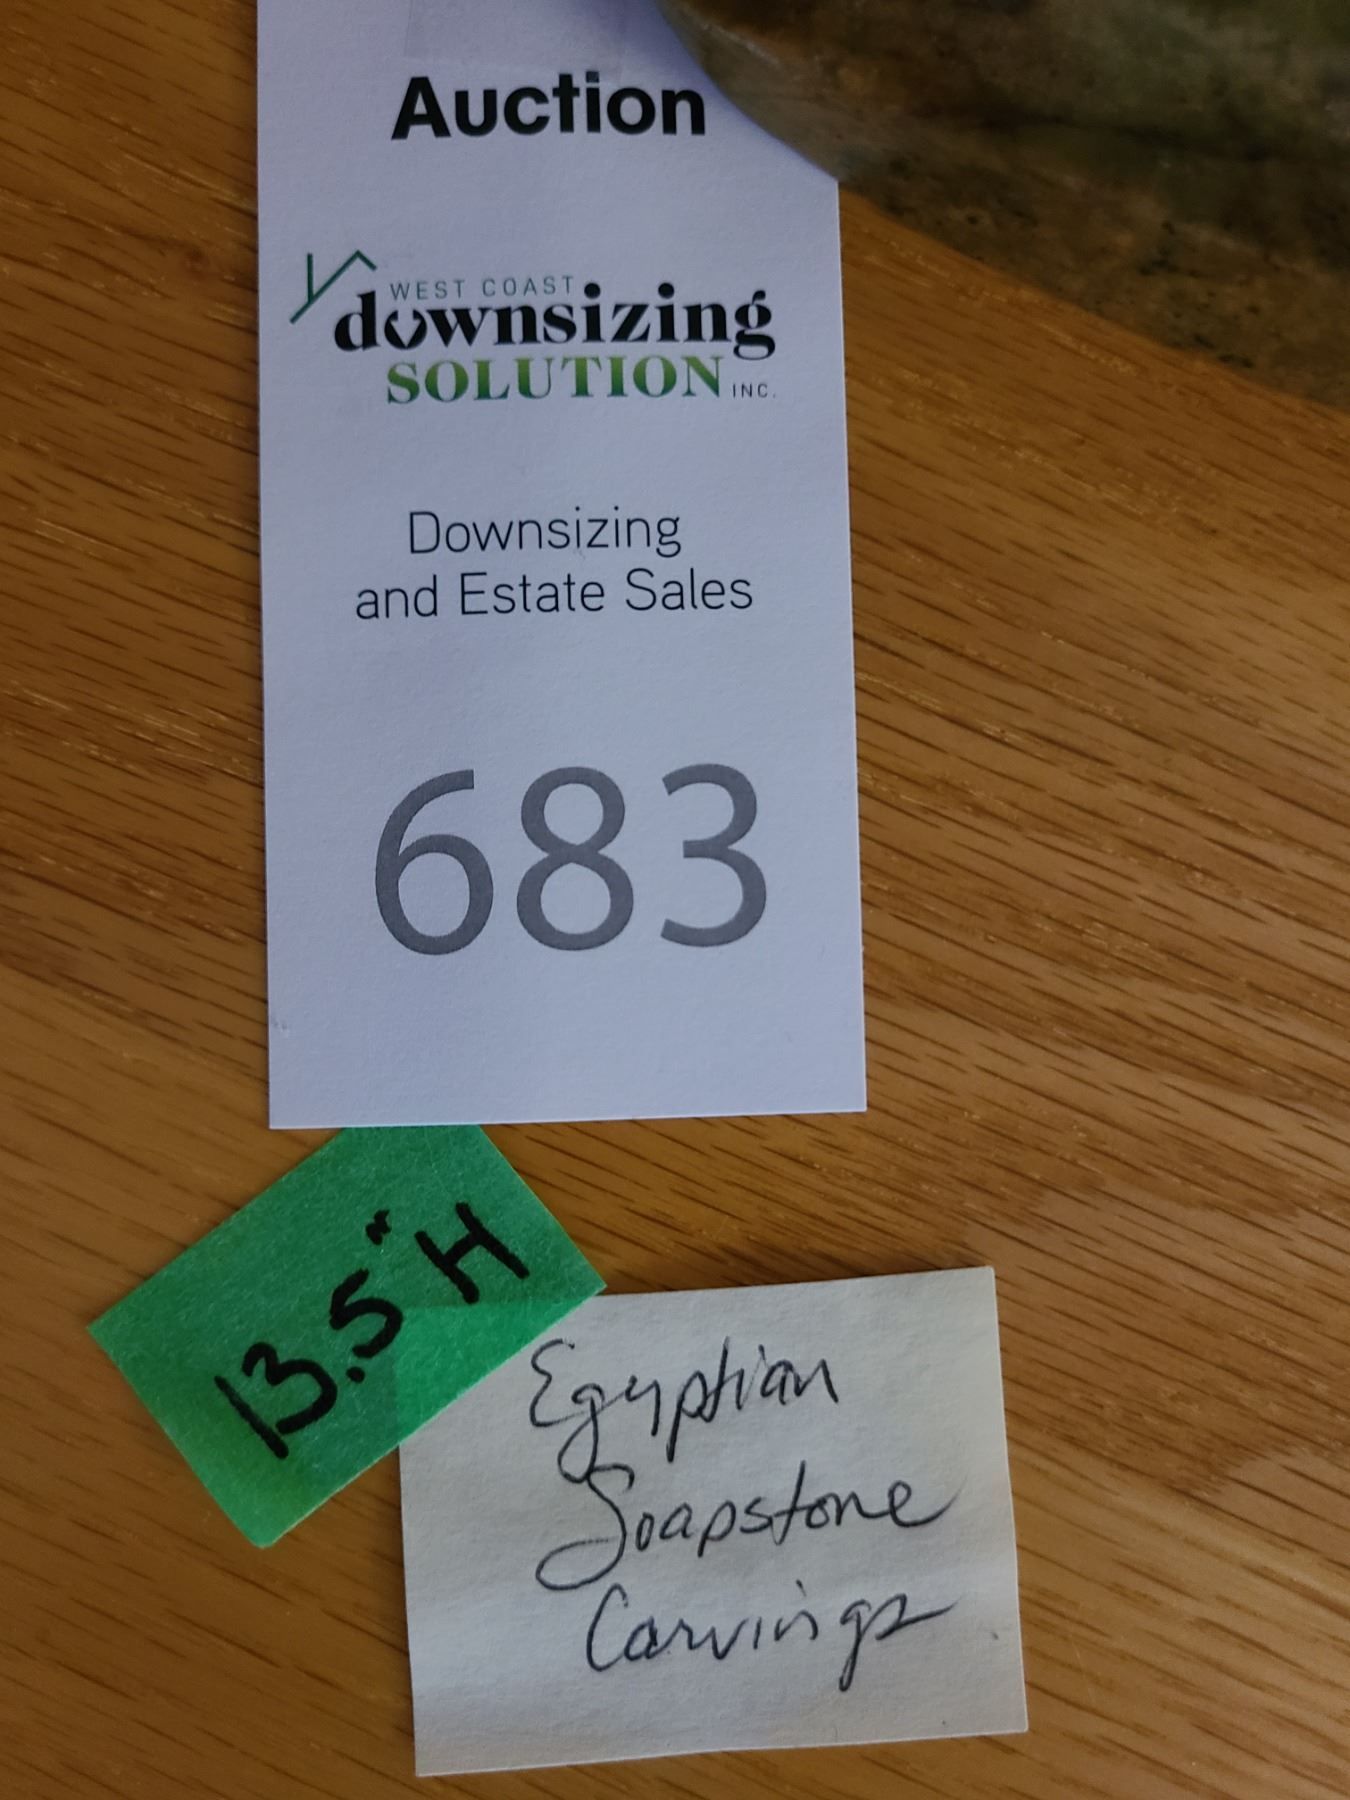 Auction
WEST COAST
downsizing
SOLUTION INC.
Downsizing
and Estate Sales
683
13.5"H
Egyptian
Soapstone
Carvings